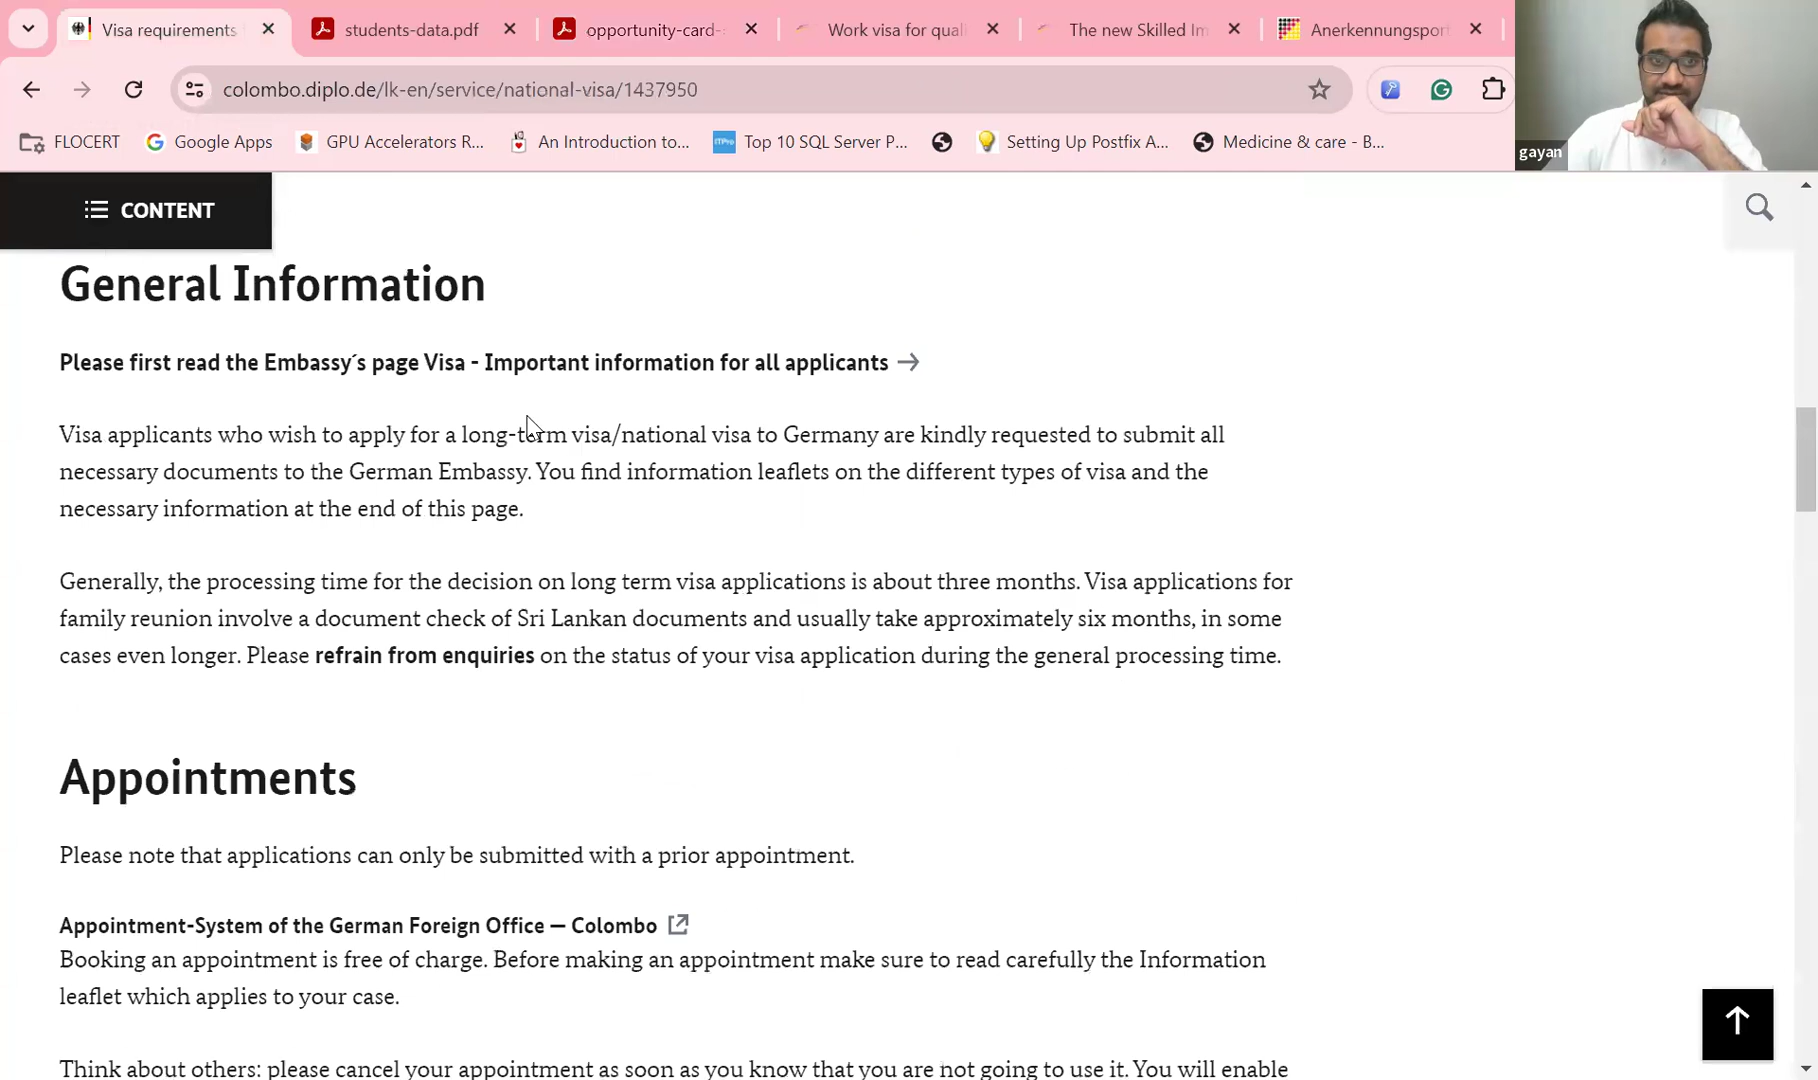 Visa requirements
students-data.pdf
opportunity-card-
Work visa for qual
The new Skilled Im
Anerkennungsport
colombo.diplo.de/lk-en/service/national-visa/1437950
FLOCERT
Google Apps
GPU Accelerators R...
An Introduction to...
Top 10 SQL Server P...
Setting Up Postfix A...
Medicine & care - B...
gayan
CONTENT
General Information
Please first read the Embassy´s page Visa - Important information for all applicants
Visa applicants who wish to apply for a long-term visa/national visa to Germany are kindly requested to submit all
necessary documents to the German Embassy. You find information leaflets on the different types of visa and the
necessary information at the end of this page.
Generally, the processing time for the decision on long term visa applications is about three months. Visa applications for
family reunion involve a document check of Sri Lankan documents and usually take approximately six months, in some
cases even longer. Please refrain from enquiries on the status of your visa application during the general processing time.
Appointments
Please note that applications can only be submitted with a prior appointment.
Appointment-System of the German Foreign Office — Colombo
Booking an appointment is free of charge. Before making an appointment make sure to read carefully the Information
leaflet which applies to your case.
Think about others: please cancel your appointment as soon as you know that you are not going to use it. You will enable